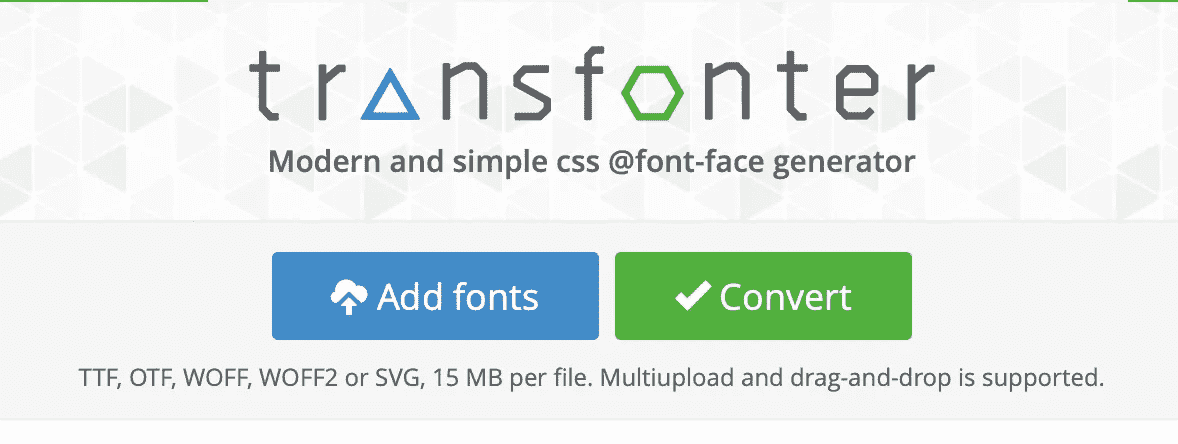 transfonter
Modern and simple css @font-face generator
Add fonts
Convert
TTF, OTF, WOFF, WOFF2 or SVG, 15 MB per file. Multiupload and drag-and-drop is supported.